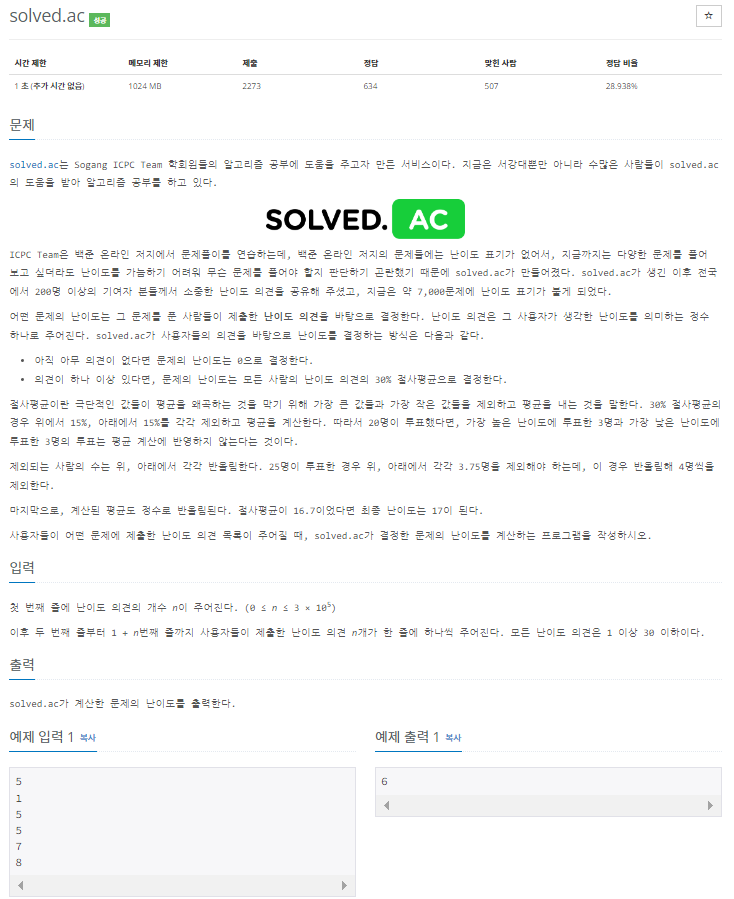 solved.ac 성공
☆
시간 제한 메모리 제한 제출 정답 맞힌 사람 정답 비율
1 초 (추가 시간 없음) 1024 MB 2273 634 507 28.938%
문제
solved.ac는 Sogang ICPC Team 학회원들의 알고리즘 공부에 도움을 주고자 만든 서비스이다. 지금은 서강대뿐만 아니라 수많은 사람들이 solved.ac
의 도움을 받아 알고리즘 공부를 하고 있다.
SOLVED. AC
ICPC Team은 백준 온라인 저지에서 문제풀이를 연습하는데, 백준 온라인 저지의 문제들에는 난이도 표기가 없어서, 지금까지는 다양한 문제를 풀어
보고 싶더라도 난이도를 가늠하기 어려워 무슨 문제를 풀어야 할지 판단하기 곤란했기 때문에 solved.ac가 만들어졌다. solved.ac가 생긴 이후 전국
에서 200명 이상의 기여자 분들께서 소중한 난이도 의견을 공유해 주셨고, 지금은 약 7,000문제에 난이도 표기가 붙게 되었다.
어떤 문제의 난이도는 그 문제를 푼 사람들이 제출한 난이도 의견을 바탕으로 결정한다. 난이도 의견은 그 사용자가 생각한 난이도를 의미하는 정수
하나로 주어진다. solved.ac가 사용자들의 의견을 바탕으로 난이도를 결정하는 방식은 다음과 같다.
• 아직 아무 의견이 없다면 문제의 난이도는 0으로 결정한다.
• 의견이 하나 이상 있다면, 문제의 난이도는 모든 사람의 난이도 의견의 30% 절사평균으로 결정한다.
절사평균이란 극단적인 값들이 평균을 왜곡하는 것을 막기 위해 가장 큰 값들과 가장 작은 값들을 제외하고 평균을 내는 것을 말한다. 30% 절사평균의
경우 위에서 15%, 아래에서 15%를 각각 제외하고 평균을 계산한다. 따라서 20명이 투표했다면, 가장 높은 난이도에 투표한 3명과 가장 낮은 난이도에
투표한 3명의 투표는 평균 계산에 반영하지 않는다는 것이다.
제외되는 사람의 수는 위, 아래에서 각각 반올림한다. 25명이 투표한 경우 위, 아래에서 각각 3.75명을 제외해야 하는데, 이 경우 반올림해 4명씩을
제외한다.
마지막으로, 계산된 평균도 정수로 반올림된다. 절사평균이 16.7이었다면 최종 난이도는 17이 된다.
사용자들이 어떤 문제에 제출한 난이도 의견 목록이 주어질 때, solved.ac가 결정한 문제의 난이도를 계산하는 프로그램을 작성하시오.
입력
첫 번째 줄에 난이도 의견의 개수 n이 주어진다. (0 ≤ n ≤ 3 × 10⁵)
이후 두 번째 줄부터 1 + n번째 줄까지 사용자들이 제출한 난이도 의견 n개가 한 줄에 하나씩 주어진다. 모든 난이도 의견은 1 이상 30 이하이다.
출력
solved.ac가 계산한 문제의 난이도를 출력한다.
예제 입력 1 복사
5
1
5
5
7
8
예제 출력 1 복사
6